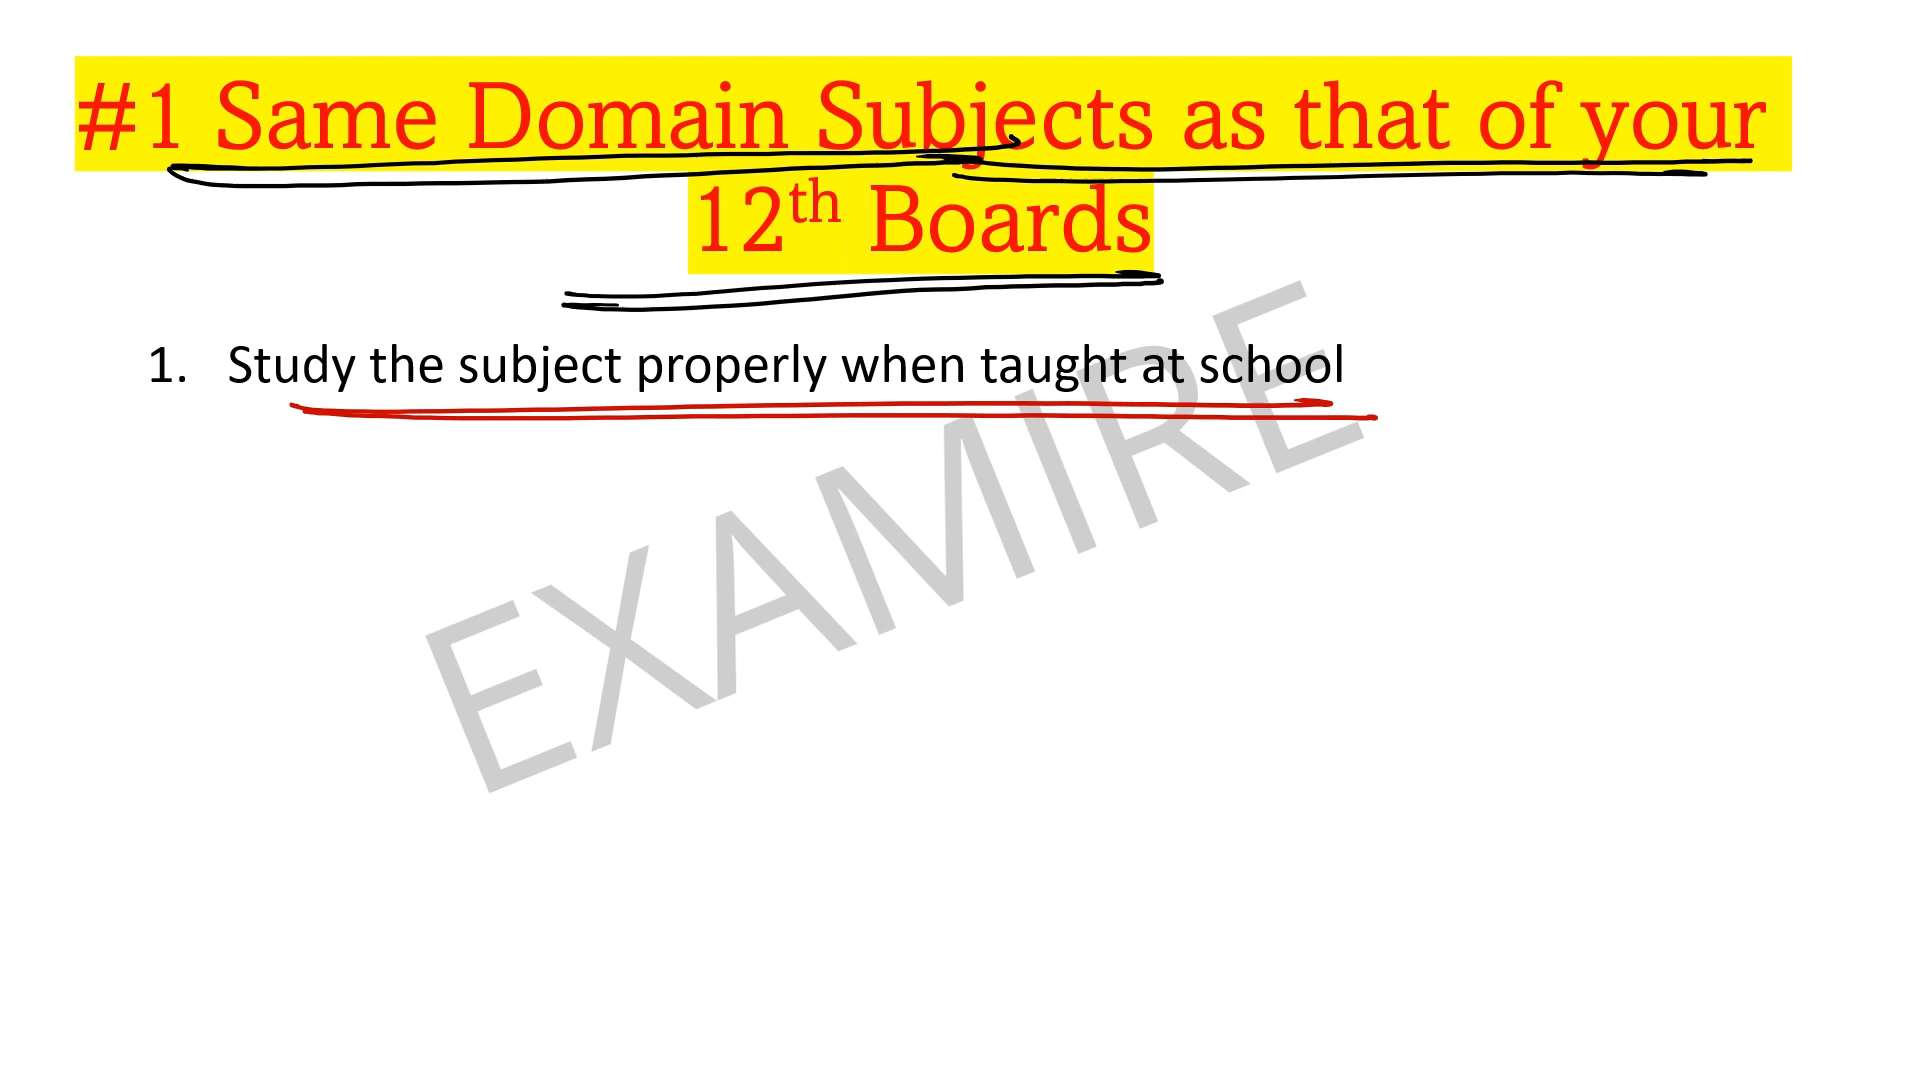 #1 Same Domain Subjects as that of your
12th Boards
1. Study the subject properly when taught at school
EXAMIRE